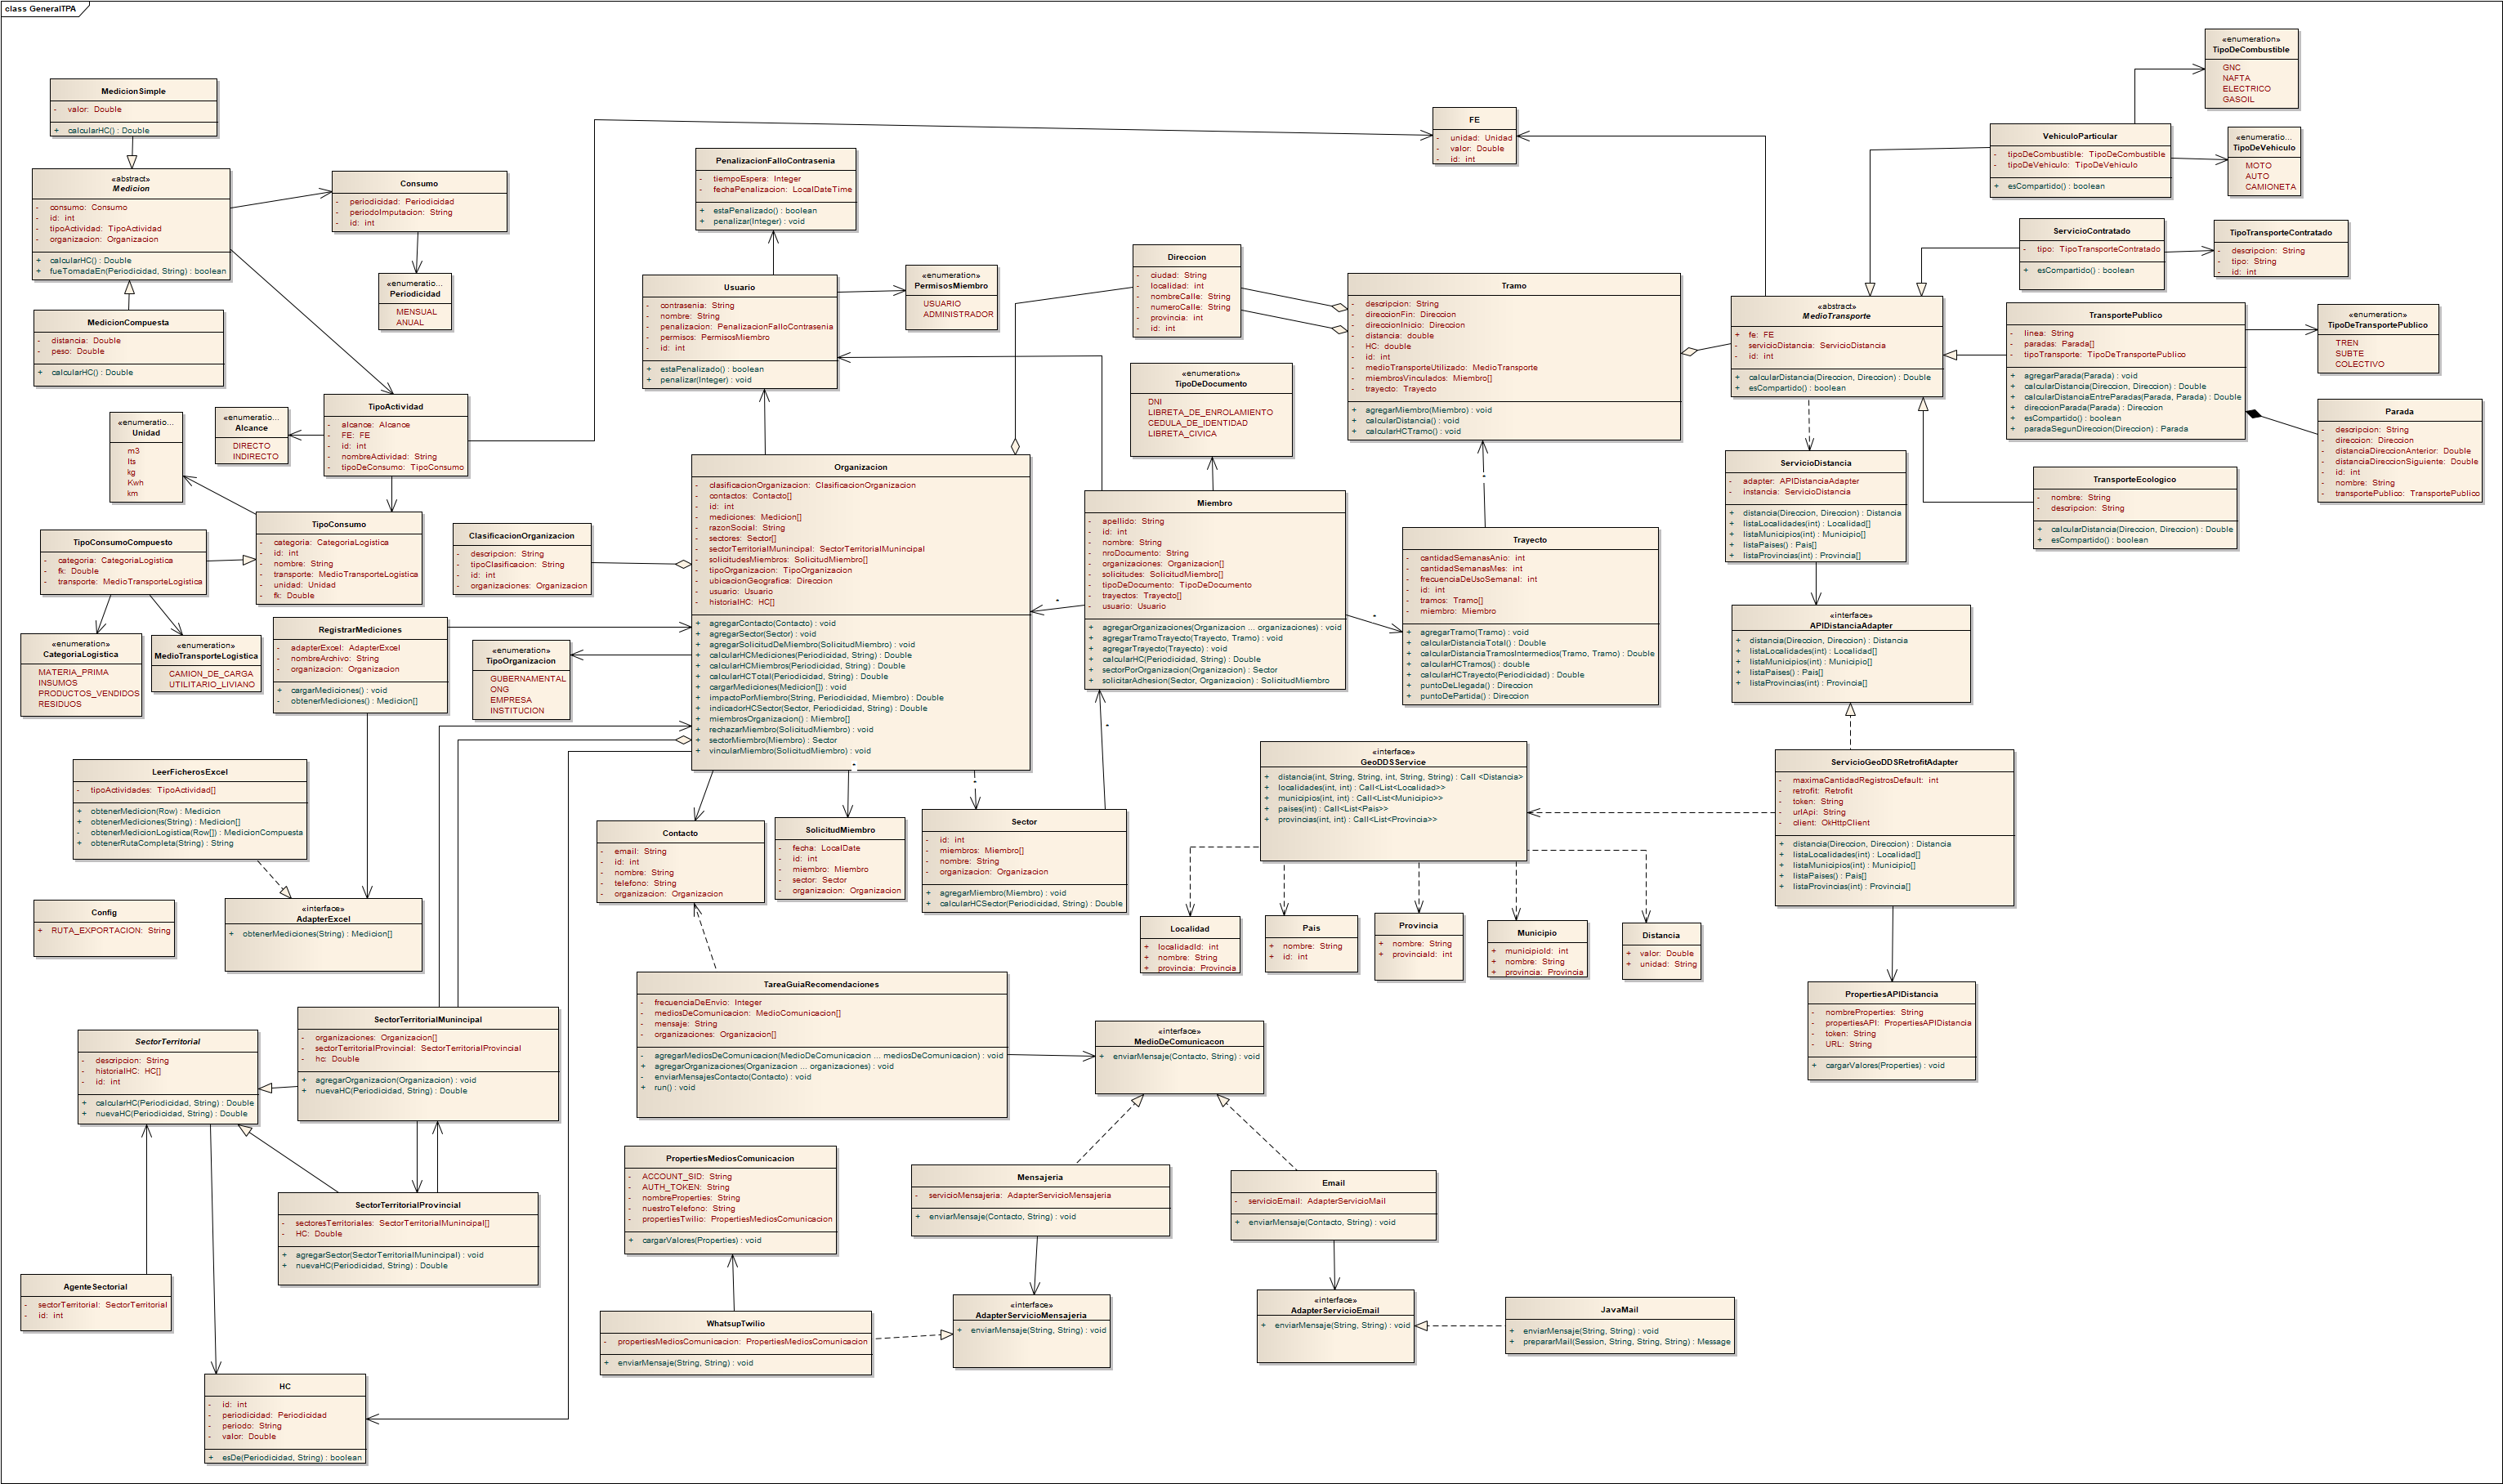 class GeneralTPA
MedicionSimple
- valor: Double
+ calcularHC() : Double
«abstract»
Medicion
- consumo: Consumo
- id: int
- tipoActividad: TipoActividad
- organizacion: Organizacion
+ calcularHC() : Double
+ fueTomadaEn(Periodicidad, String) : boolean
MedicionCompuesta
- distancia: Double
- peso: Double
+ calcularHC() : Double
Consumo
- periodicidad: Periodicidad
- periodoImputacion: String
- id: int
«enumeratio...
Periodicidad
MENSUAL
ANUAL
«enumeratio...
Unidad
m3
lts
kg
Kwh
km
«enumeratio...
Alcance
DIRECTO
INDIRECTO
TipoActividad
- alcance: Alcance
- FE: FE
- id: int
- nombreActividad: String
- tipoDeConsumo: TipoConsumo
TipoConsumo
- categoria: CategoriaLogistica
- id: int
- nombre: String
- transporte: MedioTransporteLogistica
- unidad: Unidad
- fk: Double
TipoConsumoCompuesto
- categoria: CategoriaLogistica
- fk: Double
- transporte: MedioTransporteLogistica
«enumeration»
CategoriaLogistica
MATERIA_PRIMA
INSUMOS
PRODUCTOS_VENDIDOS
RESIDUOS
«enumeration»
MedioTransporteLogistica
CAMION_DE_CARGA
UTILITARIO_LIVIANO
RegistrarMediciones
- adapterExcel: AdapterExcel
- nombreArchivo: String
- organizacion: Organizacion
+ cargarMediciones() : void
- obtenerMediciones() : Medicion[]
ClasificacionOrganizacion
- descripcion: String
- tipoClasificacion: String
- id: int
- organizaciones: Organizacion
«enumeration»
TipoOrganizacion
GUBERNAMENTAL
ONG
EMPRESA
INSTITUCION
PenalizacionFalloContrasenia
- tiempoEspera: Integer
- fechaPenalizacion: LocalDateTime
+ estaPenalizado() : boolean
+ penalizar(Integer) : void
Usuario
- contrasenia: String
- nombre: String
- penalizacion: PenalizacionFalloContrasenia
- permisos: PermisosMiembro
- id: int
+ estaPenalizado() : boolean
+ penalizar(Integer) : void
«enumeration»
PermisosMiembro
USUARIO
ADMINISTRADOR
Organizacion
- clasificacionOrganizacion: ClasificacionOrganizacion
- contactos: Contacto[]
- id: int
- mediciones: Medicion[]
- razonSocial: String
- sectores: Sector[]
- sectorTerritorialMunincipal: SectorTerritorialMunincipal
- solicitudesMiembros: SolicitudMiembro[]
- tipoOrganizacion: TipoOrganizacion
- ubicacionGeografica: Direccion
- usuario: Usuario
- historialHC: HC[]
+ agregarContacto(Contacto) : void
+ agregarSector(Sector) : void
+ agregarSolicitudDeMiembro(SolicitudMiembro) : void
+ calcularHCMediciones(Periodicidad, String) : Double
+ calcularHCMiembros(Periodicidad, String) : Double
+ calcularHCTotal(Periodicidad, String) : Double
+ cargarMediciones(Medicion[]) : void
+ impactoPorMiembro(String, Periodicidad, Miembro) : Double
+ indicadorHCSector(Sector, Periodicidad, String) : Double
+ miembrosOrganizacion() : Miembro[]
+ rechazarMiembro(SolicitudMiembro) : void
+ sectorMiembro(Miembro) : Sector
+ vincularMiembro(SolicitudMiembro) : void
*
*
*
*
*
*
FE
- unidad: Unidad
- valor: Double
- id: int
Direccion
- ciudad: String
- localidad: int
- nombreCalle: String
- numeroCalle: String
- provincia: int
- id: int
«enumeration»
TipoDeDocumento
DNI
LIBRETA_DE_ENROLAMIENTO
CEDULA_DE_IDENTIDAD
LIBRETA_CIVICA
Tramo
- descripcion: String
- direccionFin: Direccion
- direccionInicio: Direccion
- distancia: double
- HC: double
- id: int
- medioTransporteUtilizado: MedioTransporte
- miembrosVinculados: Miembro[]
- trayecto: Trayecto
+ agregarMiembro(Miembro) : void
+ calcularDistancia() : void
+ calcularHCTramo() : void
Miembro
- apellido: String
- id: int
- nombre: String
- nroDocumento: String
- organizaciones: Organizacion[]
- solicitudes: SolicitudMiembro[]
- tipoDeDocumento: TipoDeDocumento
- trayectos: Trayecto[]
- usuario: Usuario
+ agregarOrganizaciones(Organizacion ... organizaciones) : void
+ agregarTramoTrayecto(Trayecto, Tramo) : void
+ agregarTrayecto(Trayecto) : void
+ calcularHC(Periodicidad, String) : Double
+ sectorPorOrganizacion(Organizacion) : Sector
+ solicitarAdhesion(Sector, Organizacion) : SolicitudMiembro
Trayecto
- cantidadSemanasAnio: int
- cantidadSemanasMes: int
- frecuenciaDeUsoSemanal: int
- id: int
- tramos: Tramo[]
- miembro: Miembro
+ agregarTramo(Tramo) : void
+ calcularDistanciaTotal() : Double
+ calcularDistanciaTramosIntermedios(Tramo, Tramo) : Double
+ calcularHCTramos() : double
+ calcularHCTrayecto(Periodicidad) : Double
+ puntoDeLlegada() : Direccion
+ puntoDePartida() : Direccion
«enumeration»
TipoDeCombustible
GNC
NAFTA
ELECTRICO
GASOIL
VehiculoParticular
- tipoDeCombustible: TipoDeCombustible
- tipoDeVehiculo: TipoDeVehiculo
+ esCompartido() : boolean
«enumeratio...
TipoDeVehiculo
MOTO
AUTO
CAMIONETA
ServicioContratado
- tipo: TipoTransporteContratado
+ esCompartido() : boolean
TipoTransporteContratado
- descripcion: String
- tipo: String
- id: int
«abstract»
MedioTransporte
+ fe: FE
- servicioDistancia: ServicioDistancia
- id: int
+ calcularDistancia(Direccion, Direccion) : Double
+ esCompartido() : boolean
TransportePublico
- linea: String
- paradas: Parada[]
- tipoTransporte: TipoDeTransportePublico
+ agregarParada(Parada) : void
+ calcularDistancia(Direccion, Direccion) : Double
+ calcularDistanciaEntreParadas(Parada, Parada) : Double
+ direccionParada(Parada) : Direccion
+ esCompartido() : boolean
+ paradaSegunDireccion(Direccion) : Parada
«enumeration»
TipoDeTransportePublico
TREN
SUBTE
COLECTIVO
Parada
- descripcion: String
- direccion: Direccion
- distanciaDireccionAnterior: Double
- distanciaDireccionSiguiente: Double
- id: int
- nombre: String
- transportePublico: TransportePublico
TransporteEcologico
- nombre: String
- descripcion: String
+ calcularDistancia(Direccion, Direccion) : Double
+ esCompartido() : boolean
ServicioDistancia
- adapter: APIDistanciaAdapter
- instancia: ServicioDistancia
+ distancia(Direccion, Direccion) : Distancia
+ listaLocalidades(int) : Localidad[]
+ listaMunicipios(int) : Municipio[]
+ listaPaises() : Pais[]
+ listaProvincias(int) : Provincia[]
«interface»
APIDistanciaAdapter
+ distancia(Direccion, Direccion) : Distancia
+ listaLocalidades(int) : Localidad[]
+ listaMunicipios(int) : Municipio[]
+ listaPaises() : Pais[]
+ listaProvincias(int) : Provincia[]
ServicioGeoDDSRetrofitAdapter
- maximaCantidadRegistrosDefault: int
- retrofit: Retrofit
- token: String
- urlApi: String
- client: OkHttpClient
+ distancia(Direccion, Direccion) : Distancia
+ listaLocalidades(int) : Localidad[]
+ listaMunicipios(int) : Municipio[]
+ listaPaises() : Pais[]
+ listaProvincias(int) : Provincia[]
«interface»
GeoDDSService
+ distancia(int, String, String, int, String, String) : Call <Distancia>
+ localidades(int, int) : Call<List<Localidad>>
+ municipios(int, int) : Call<List<Municipio>>
+ paises(int) : Call<List<Pais>>
+ provincias(int, int) : Call<List<Provincia>>
Localidad
+ localidadId: int
+ nombre: String
+ provincia: Provincia
Pais
+ nombre: String
+ id: int
Provincia
+ nombre: String
+ provinciaId: int
Municipio
+ municipioId: int
+ nombre: String
+ provincia: Provincia
Distancia
+ valor: Double
+ unidad: String
PropertiesAPIDistancia
- nombreProperties: String
- propertiesAPI: PropertiesAPIDistancia
- token: String
- URL: String
+ cargarValores(Properties) : void
LeerFicherosExcel
- tipoActividades: TipoActividad[]
+ obtenerMedicion(Row) : Medicion
+ obtenerMediciones(String) : Medicion[]
- obtenerMedicionLogistica(Row[]) : MedicionCompuesta
+ obtenerRutaCompleta(String) : String
Config
+ RUTA_EXPORTACION: String
«interface»
AdapterExcel
+ obtenerMediciones(String) : Medicion[]
Contacto
- email: String
- id: int
- nombre: String
- telefono: String
- organizacion: Organizacion
SolicitudMiembro
- fecha: LocalDate
- id: int
- miembro: Miembro
- sector: Sector
- organizacion: Organizacion
Sector
- id: int
- miembros: Miembro[]
- nombre: String
- organizacion: Organizacion
+ agregarMiembro(Miembro) : void
+ calcularHCSector(Periodicidad, String) : Double
SectorTerritorial
- descripcion: String
- historialHC: HC[]
- id: int
+ calcularHC(Periodicidad, String) : Double
+ nuevaHC(Periodicidad, String) : Double
SectorTerritorialMunincipal
- organizaciones: Organizacion[]
- sectorTerritorialProvincial: SectorTerritorialProvincial
- hc: Double
+ agregarOrganizacion(Organizacion) : void
+ nuevaHC(Periodicidad, String) : Double
SectorTerritorialProvincial
- sectoresTerritoriales: SectorTerritorialMunincipal[]
- HC: Double
+ agregarSector(SectorTerritorialMunincipal) : void
+ nuevaHC(Periodicidad, String) : Double
AgenteSectorial
- sectorTerritorial: SectorTerritorial
- id: int
HC
- id: int
- periodicidad: Periodicidad
- periodo: String
- valor: Double
+ esDe(Periodicidad, String) : boolean
TareaGuiaRecomendaciones
- frecuenciaDeEnvio: Integer
- mediosDeComunicacion: MedioComunicacion[]
- mensaje: String
- organizaciones: Organizacion[]
+ agregarMediosDeComunicacion(MedioDeComunicacion ... mediosDeComunicacion) : void
+ agregarOrganizaciones(Organizacion ... organizaciones) : void
- enviarMensajesContacto(Contacto) : void
+ run() : void
«interface»
MedioDeComunicacon
+ enviarMensaje(Contacto, String) : void
PropertiesMediosComunicacion
- ACCOUNT_SID: String
- AUTH_TOKEN: String
- nombreProperties: String
- nuestroTelefono: String
- propertiesTwilio: PropertiesMediosComunicacion
+ cargarValores(Properties) : void
Mensajeria
- servicioMensajeria: AdapterServicioMensajeria
+ enviarMensaje(Contacto, String) : void
Email
- servicioEmail: AdapterServicioMail
+ enviarMensaje(Contacto, String) : void
WhatsupTwilio
- propertiesMediosComunicacion: PropertiesMediosComunicacion
+ enviarMensaje(String, String) : void
«interface»
AdapterServicioMensajeria
+ enviarMensaje(String, String) : void
«interface»
AdapterServicioEmail
+ enviarMensaje(String, String) : void
JavaMail
+ enviarMensaje(String, String) : void
+ prepararMail(Session, String, String, String) : Message